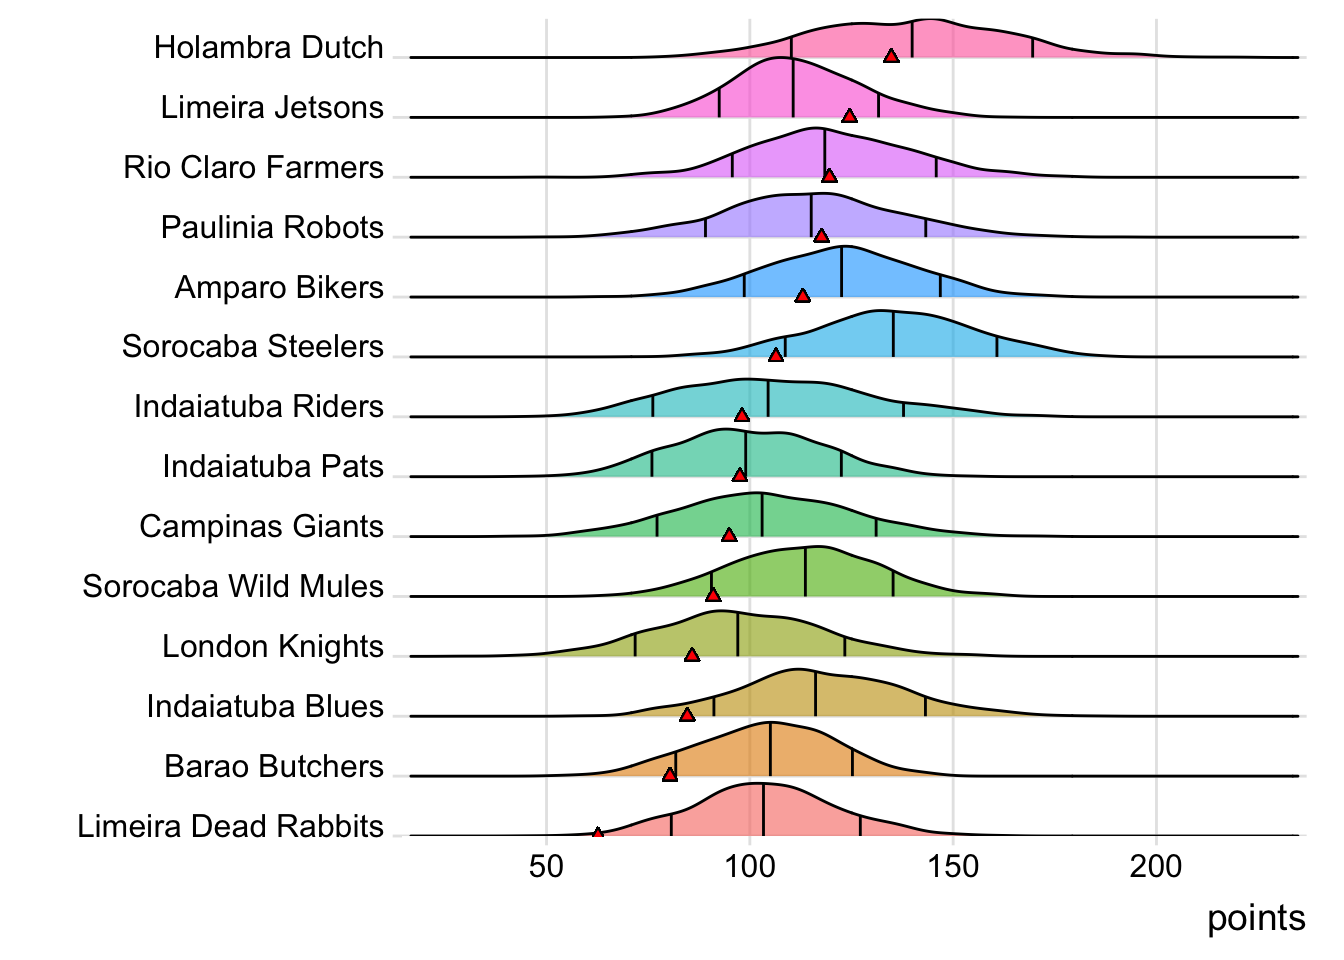 Holambra Dutch
Limeira Jetsons
Rio Claro Farmers
Paulinia Robots
Amparo Bikers
Sorocaba Steelers
Indaiatuba Riders
Indaiatuba Pats
Campinas Giants
Sorocaba Wild Mules
London Knights
Indaiatuba Blues
Barao Butchers
Limeira Dead Rabbits
50 100 150 200
points